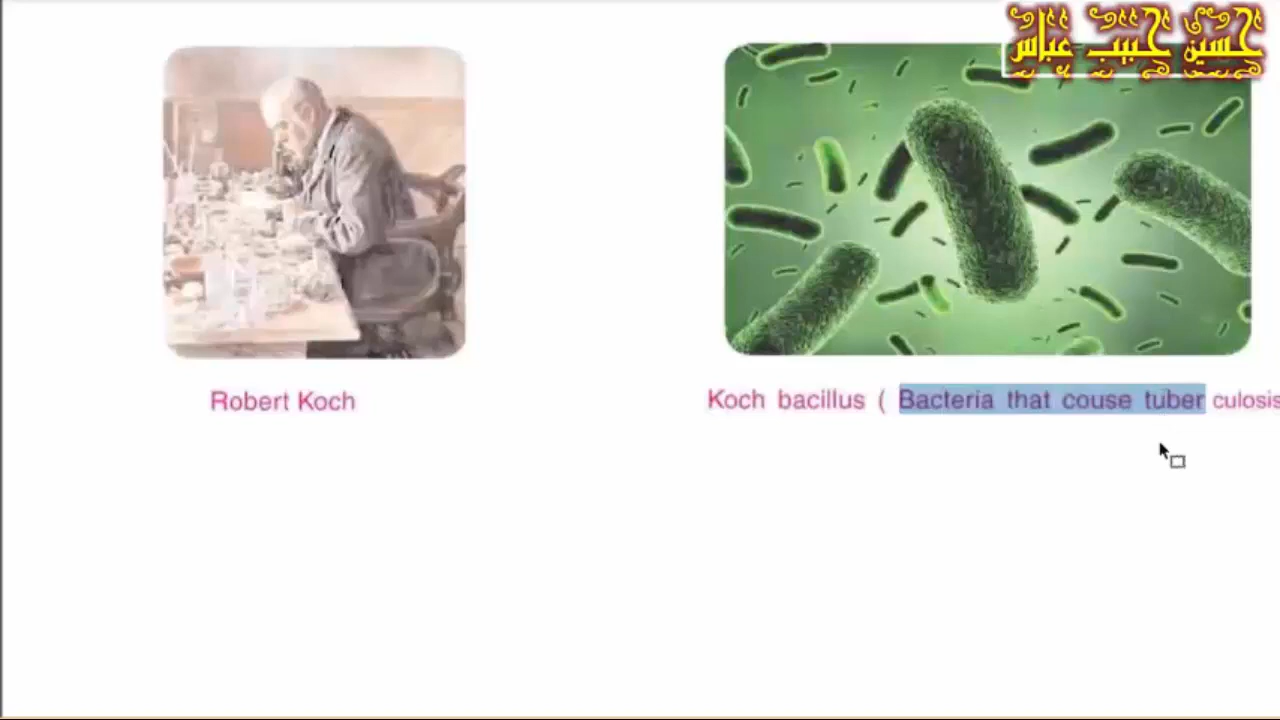 حسين حبيب عباس
Robert Koch
Koch bacillus ( Bacteria that couse tuber culosis